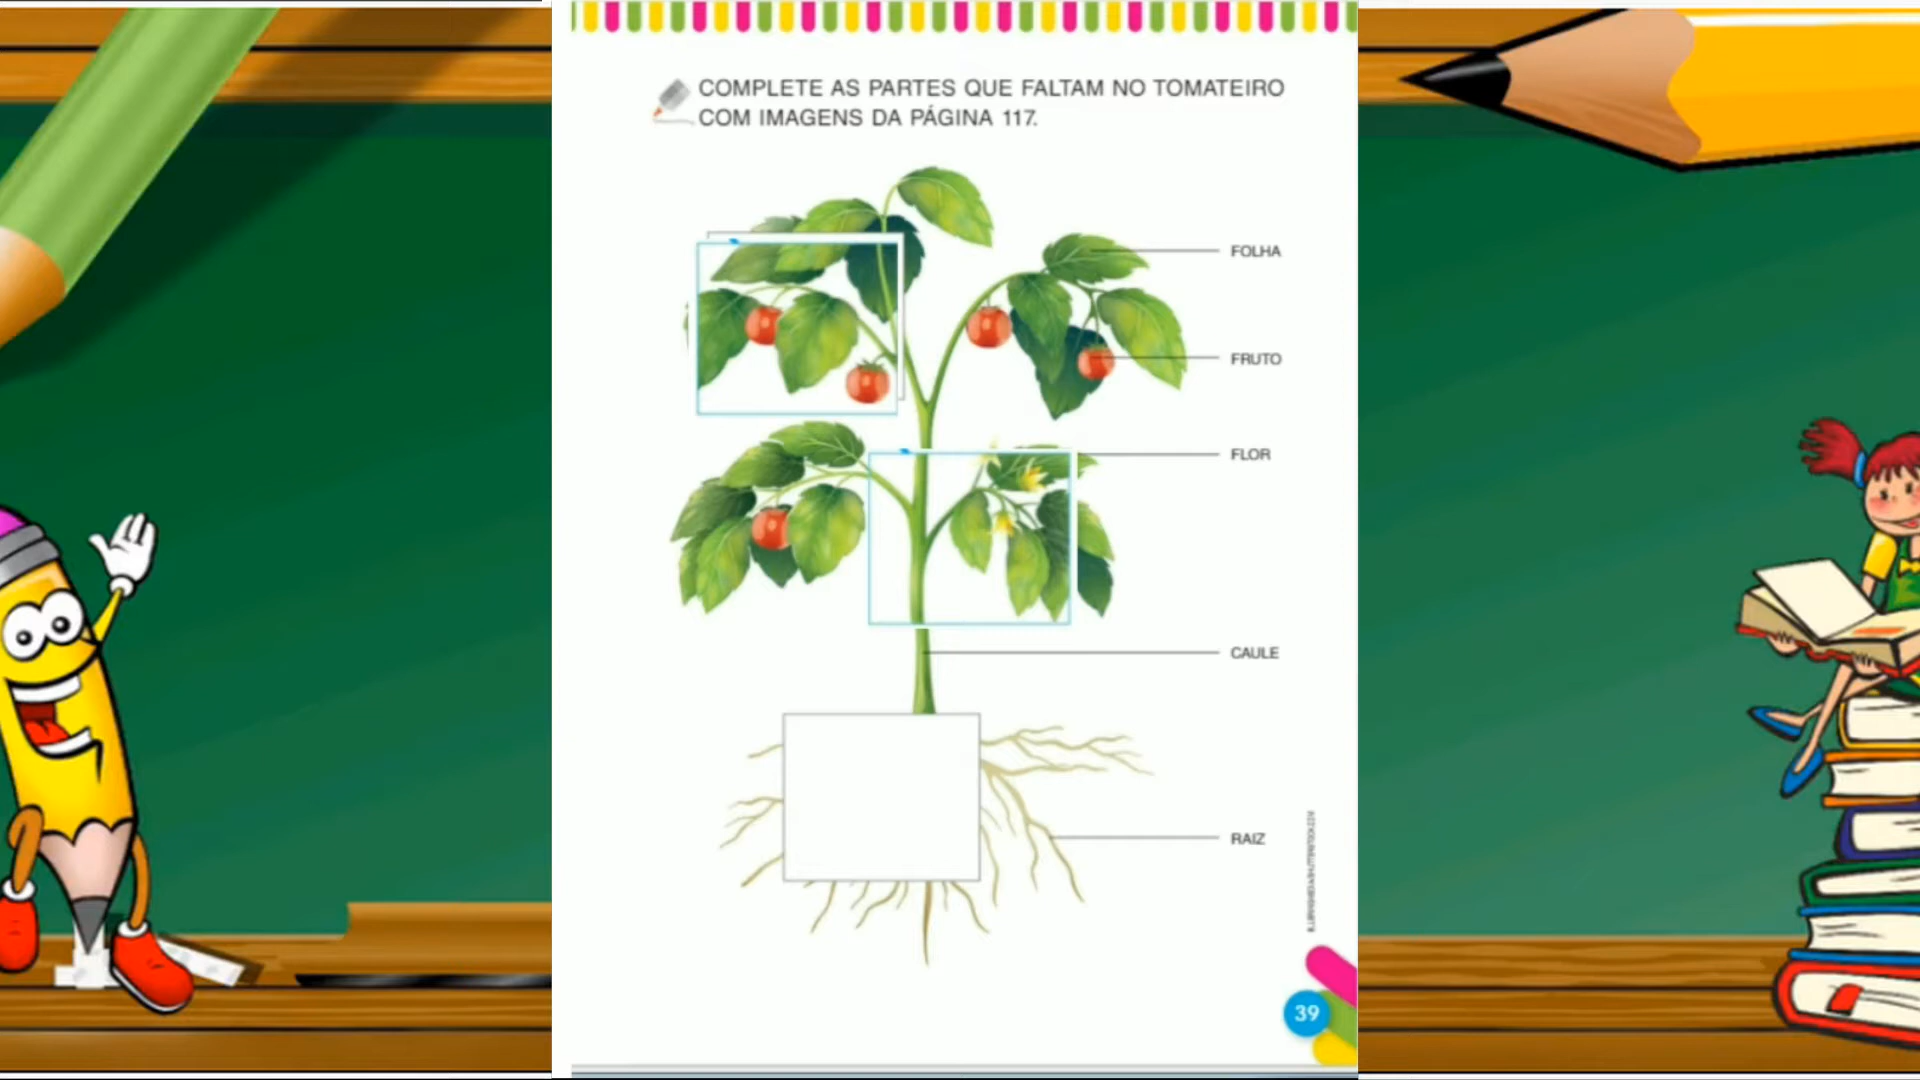 COMPLETE AS PARTES QUE FALTAM NO TOMATEIRO
COM IMAGENS DA PÁGINA 117.
FOLHA
FRUTO
FLOR
CAULE
RAIZ
39